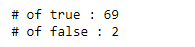 # of true : 69
# of false : 2